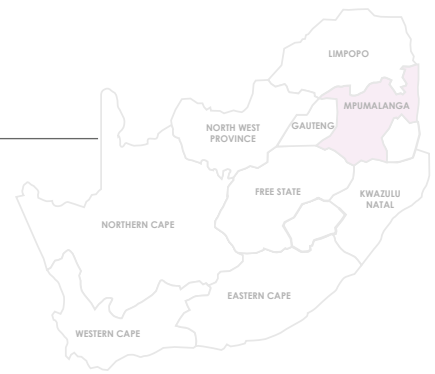 LIMPOPO
MPUMALANGA
GAUTENG
NORTH WEST
PROVINCE
FREE STATE
KWAZULU
NATAL
NORTHERN CAPE
EASTERN CAPE
WESTERN CAPE